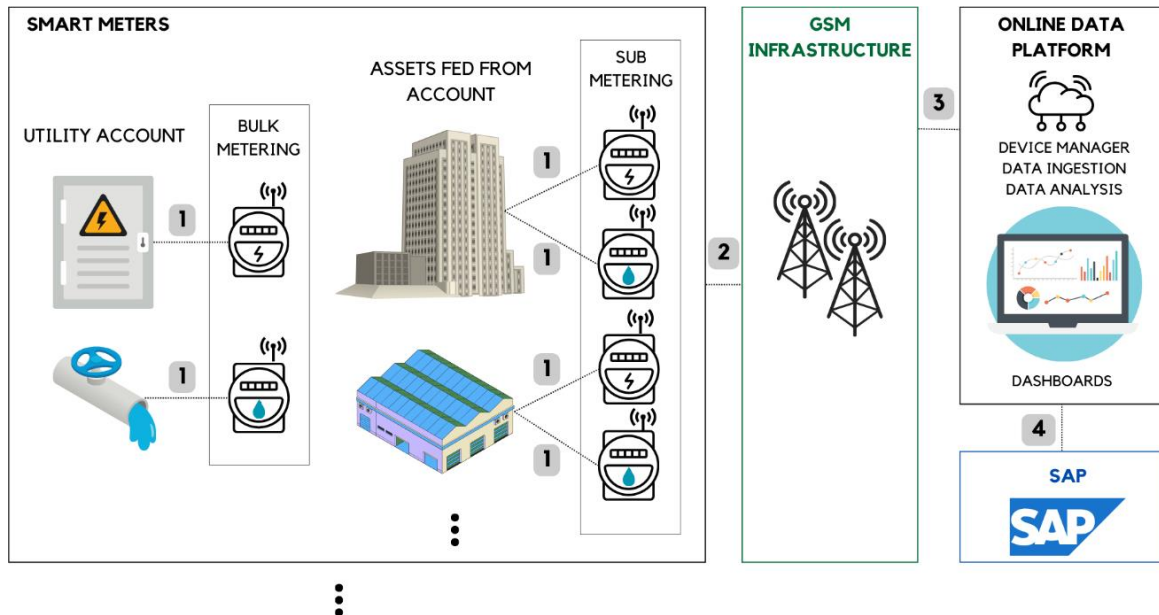 SMART METERS
UTILITY ACCOUNT
1
1
BULK
METERING
ASSETS FED FROM
ACCOUNT
1
1
1
1
SUB
METERING
2
GSM
INFRASTRUCTURE
3
ONLINE DATA
PLATFORM
DEVICE MANAGER
DATA INGESTION
DATA ANALYSIS
DASHBOARDS
4
SAP
SAP